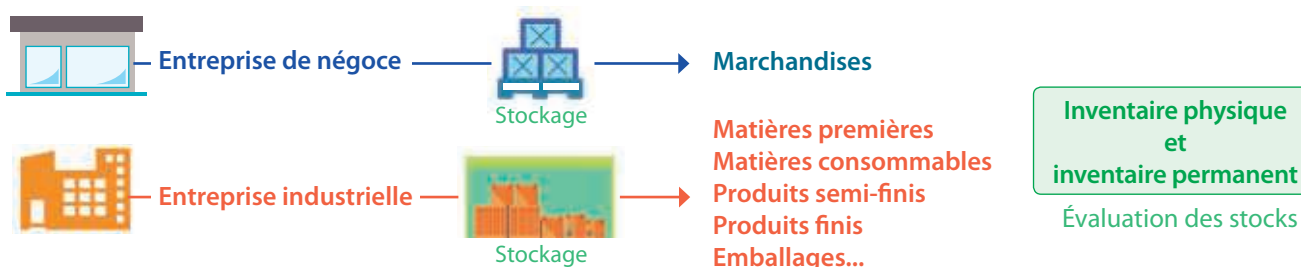 Entreprise de négoce
Stockage
Marchandises
Entreprise industrielle
Stockage
Matières premières
Matières consommables
Produits semi-finis
Produits finis
Emballages...
Inventaire physique
et
inventaire permanent
Évaluation des stocks